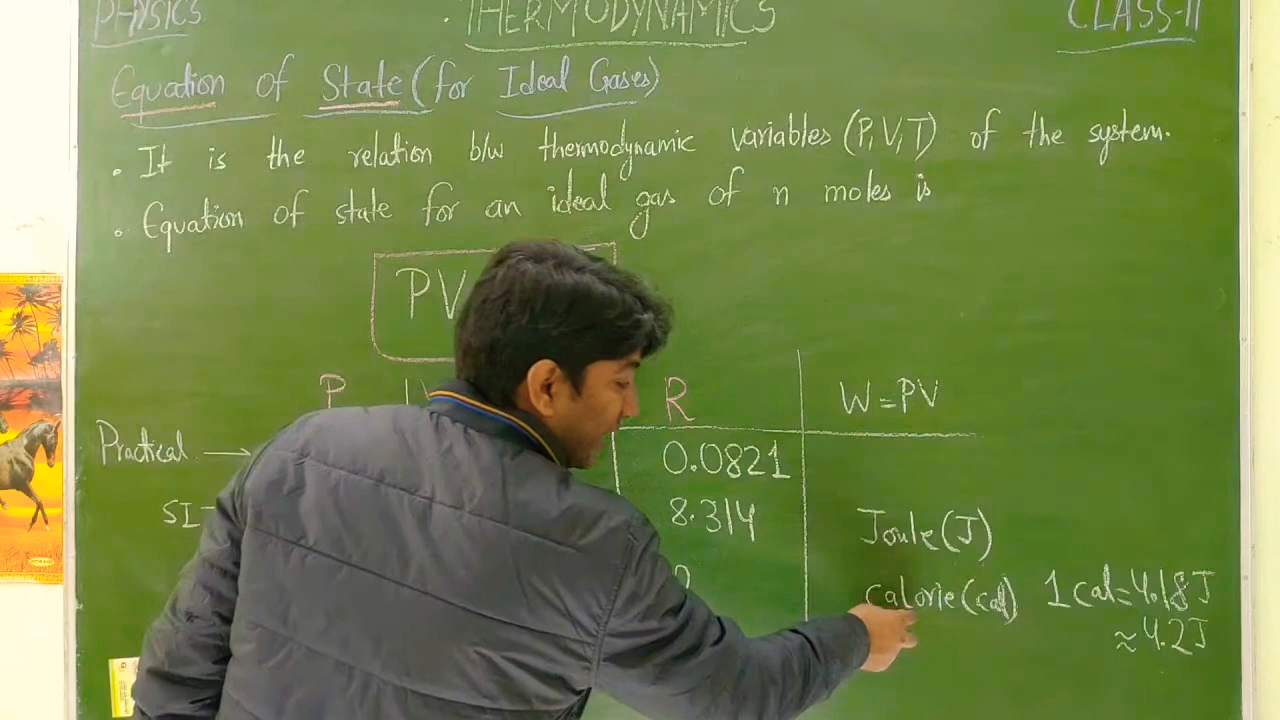 PHYSICS THERMODYNAMICS CLASS-11
Equation of State (for Ideal Gases)
• It is the relation b/w thermodynamic variables (P,V,T) of the system.
• Equation of state for an ideal gas of n moles is
PV
P R W=PV
Practical → 0.0821
SI 8.314 Joule(J)
calorie(cal) 1 cal=4.18J
≈4.2J